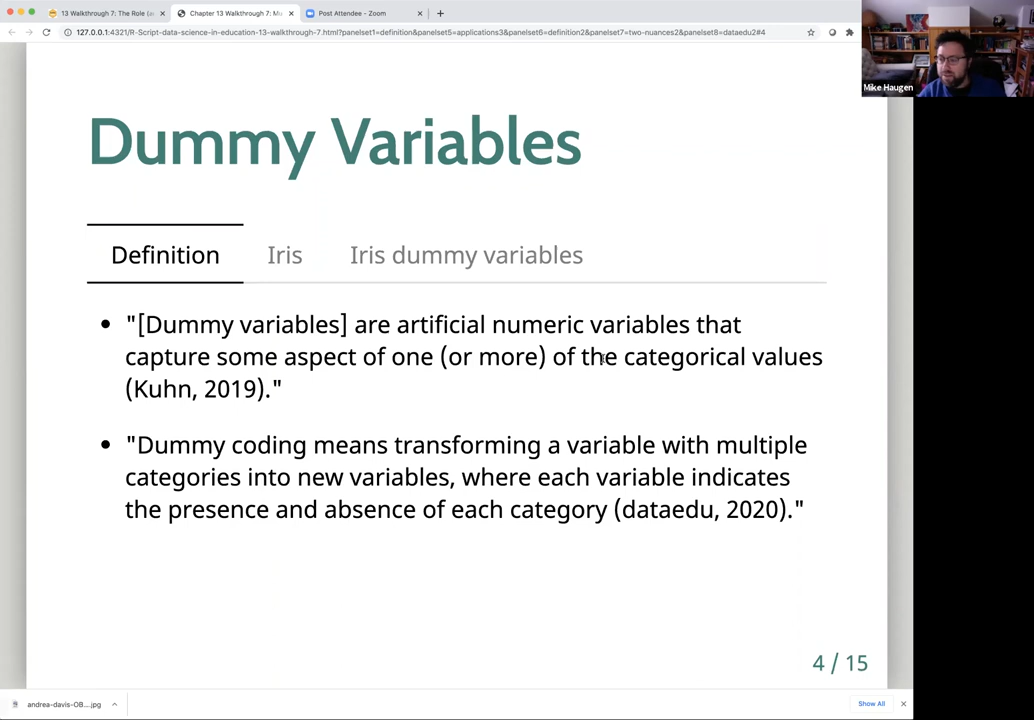 13 Walkthrough 7: The Role (a
Chapter 13 Walkthrough 7: Mu
Post Attendee - Zoom
127.0.0.1:4321/R-Script-data-science-in-education-13-walkthrough-7.html?panelset1=definition&panelset5=applications3&panelset6=definition2&panelset7=two-nuances2&panelset8=dataedu2#4
Mike Haugen
Dummy Variables
Definition
Iris
Iris dummy variables
"[Dummy variables] are artificial numeric variables that
capture some aspect of one (or more) of the categorical values
(Kuhn, 2019)."
"Dummy coding means transforming a variable with multiple
categories into new variables, where each variable indicates
the presence and absence of each category (dataedu, 2020)."
4 / 15
andrea-davis-OB....jpg
Show All